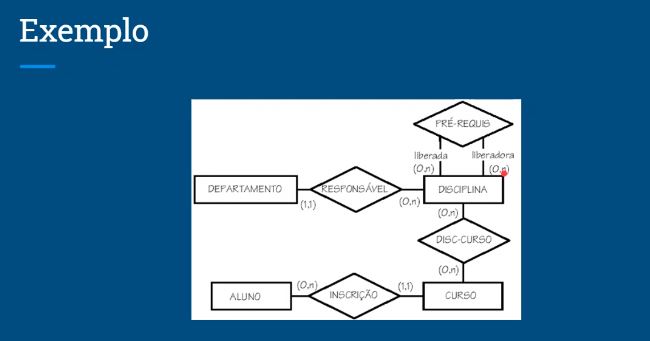 Exemplo
PRÉ-REQUIS
liberada
liberadora
(0,n)
(0,n)
DEPARTAMENTO
RESPONSÁVEL
DISCIPLINA
(1,1)
(0,n)
(0,n)
DISC-CURSO
(0,n)
(0,n)
(1,1)
ALUNO
INSCRIÇÃO
CURSO